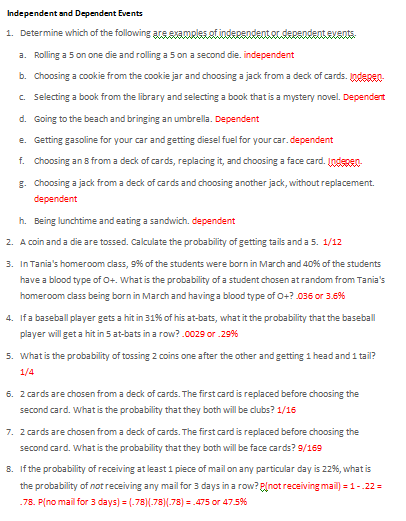 Independent and Dependent Events
1. Determine which of the following are examples of independent or dependent events.
a. Rolling a 5 on one die and rolling a 5 on a second die. independent
b. Choosing a cookie from the cookie jar and choosing a jack from a deck of cards. Indepen.
c. Selecting a book from the library and selecting a book that is a mystery novel. Dependent
d. Going to the beach and bringing an umbrella. Dependent
e. Getting gasoline for your car and getting diesel fuel for your car. dependent
f. Choosing an 8 from a deck of cards, replacing it, and choosing a face card. Indepen.
g. Choosing a jack from a deck of cards and choosing another jack, without replacement.
dependent
h. Being lunchtime and eating a sandwich. dependent
2. A coin and a die are tossed. Calculate the probability of getting tails and a 5. 1/12
3. In Tania's homeroom class, 9% of the students were born in March and 40% of the students
have a blood type of O+. What is the probability of a student chosen at random from Tania's
homeroom class being born in March and having a blood type of O+? .036 or 3.6%
4. If a baseball player gets a hit in 31% of his at-bats, what it the probability that the baseball
player will get a hit in 5 at-bats in a row? .0029 or .29%
5. What is the probability of tossing 2 coins one after the other and getting 1 head and 1 tail?
1/4
6. 2 cards are chosen from a deck of cards. The first card is replaced before choosing the
second card. What is the probability that they both will be clubs? 1/16
7. 2 cards are chosen from a deck of cards. The first card is replaced before choosing the
second card. What is the probability that they both will be face cards? 9/169
8. If the probability of receiving at least 1 piece of mail on any particular day is 22%, what is
the probability of not receiving any mail for 3 days in a row? P(not receiving mail) = 1 - .22 =
.78. P(no mail for 3 days) = (.78)(.78)(.78) = .475 or 47.5%